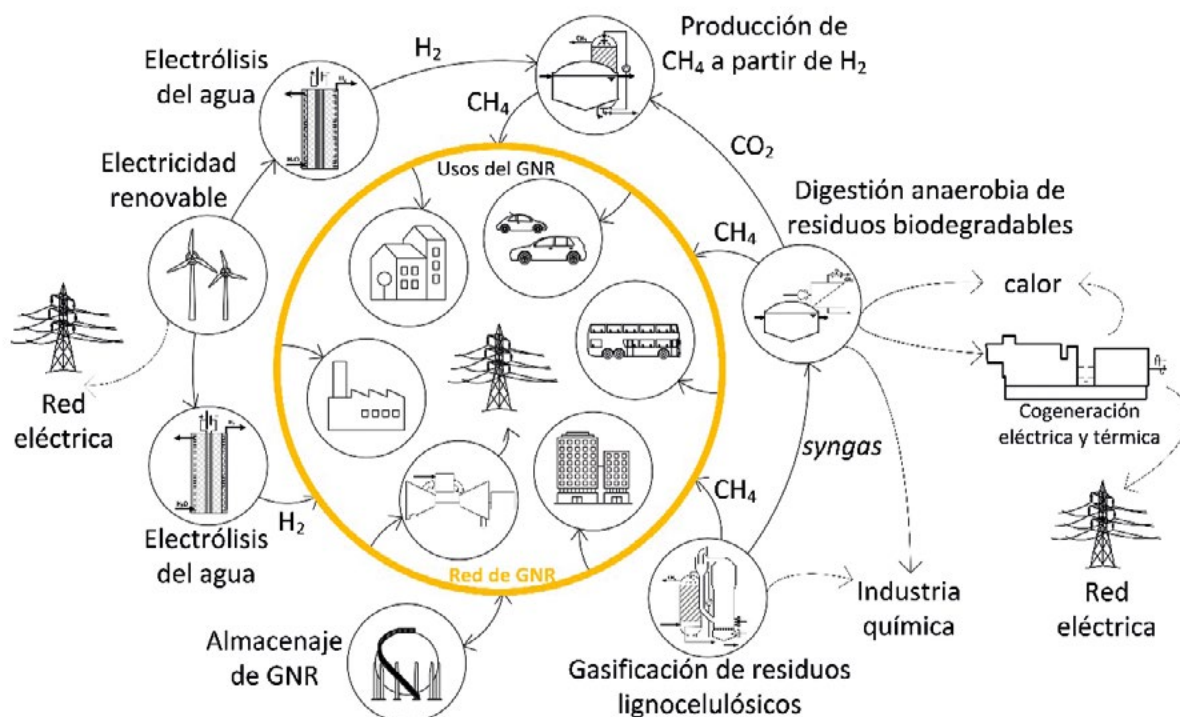 Producción de
CH₄ a partir de H₂
Electrólisis
del agua
H₂
CH₄
CO₂
Electricidad
renovable
Usos del GNR
Digestión anaerobia de
residuos biodegradables
CH₄
calor
Red
eléctrica
Cogeneración
eléctrica y térmica
syngas
CH₄
H₂
Electrólisis
del agua
Red de GNR
Industria
química
Red
eléctrica
Almacenaje
de GNR
Gasificación de residuos
lignocelulósicos